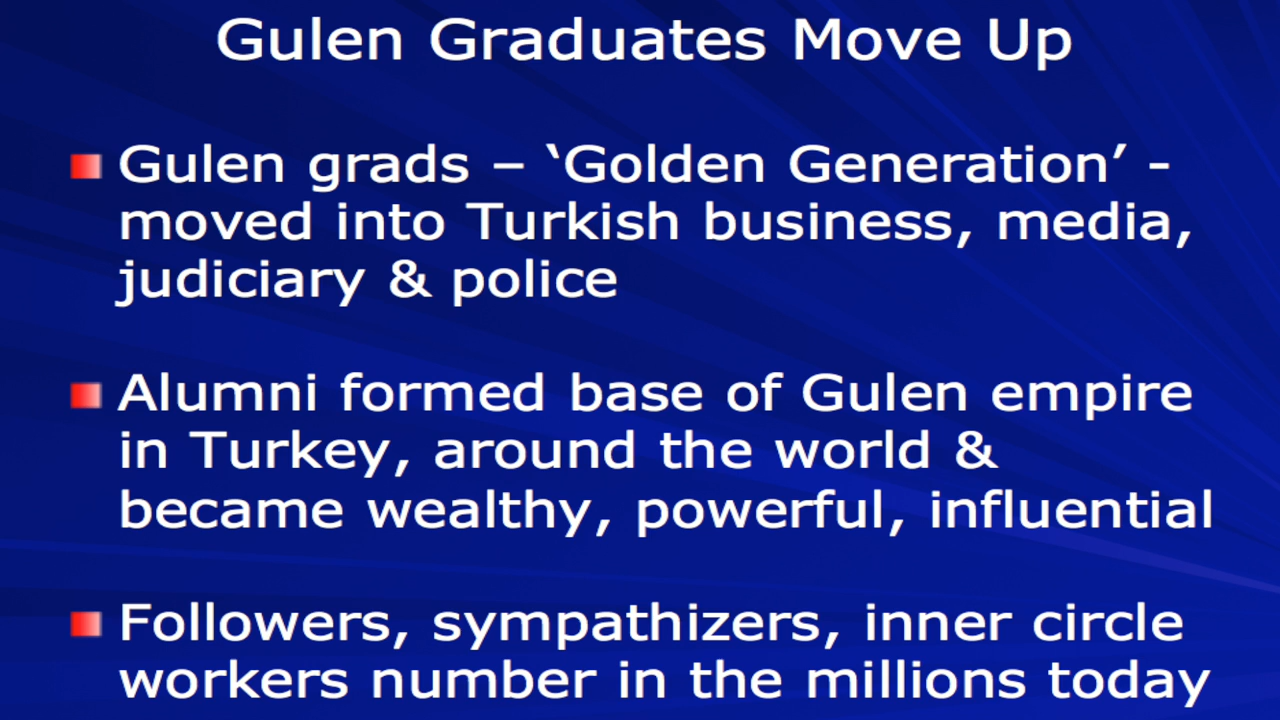 Gulen Graduates Move Up
Gulen grads – ‘Golden Generation’ -
moved into Turkish business, media,
judiciary & police
Alumni formed base of Gulen empire
in Turkey, around the world &
became wealthy, powerful, influential
Followers, sympathizers, inner circle
workers number in the millions today